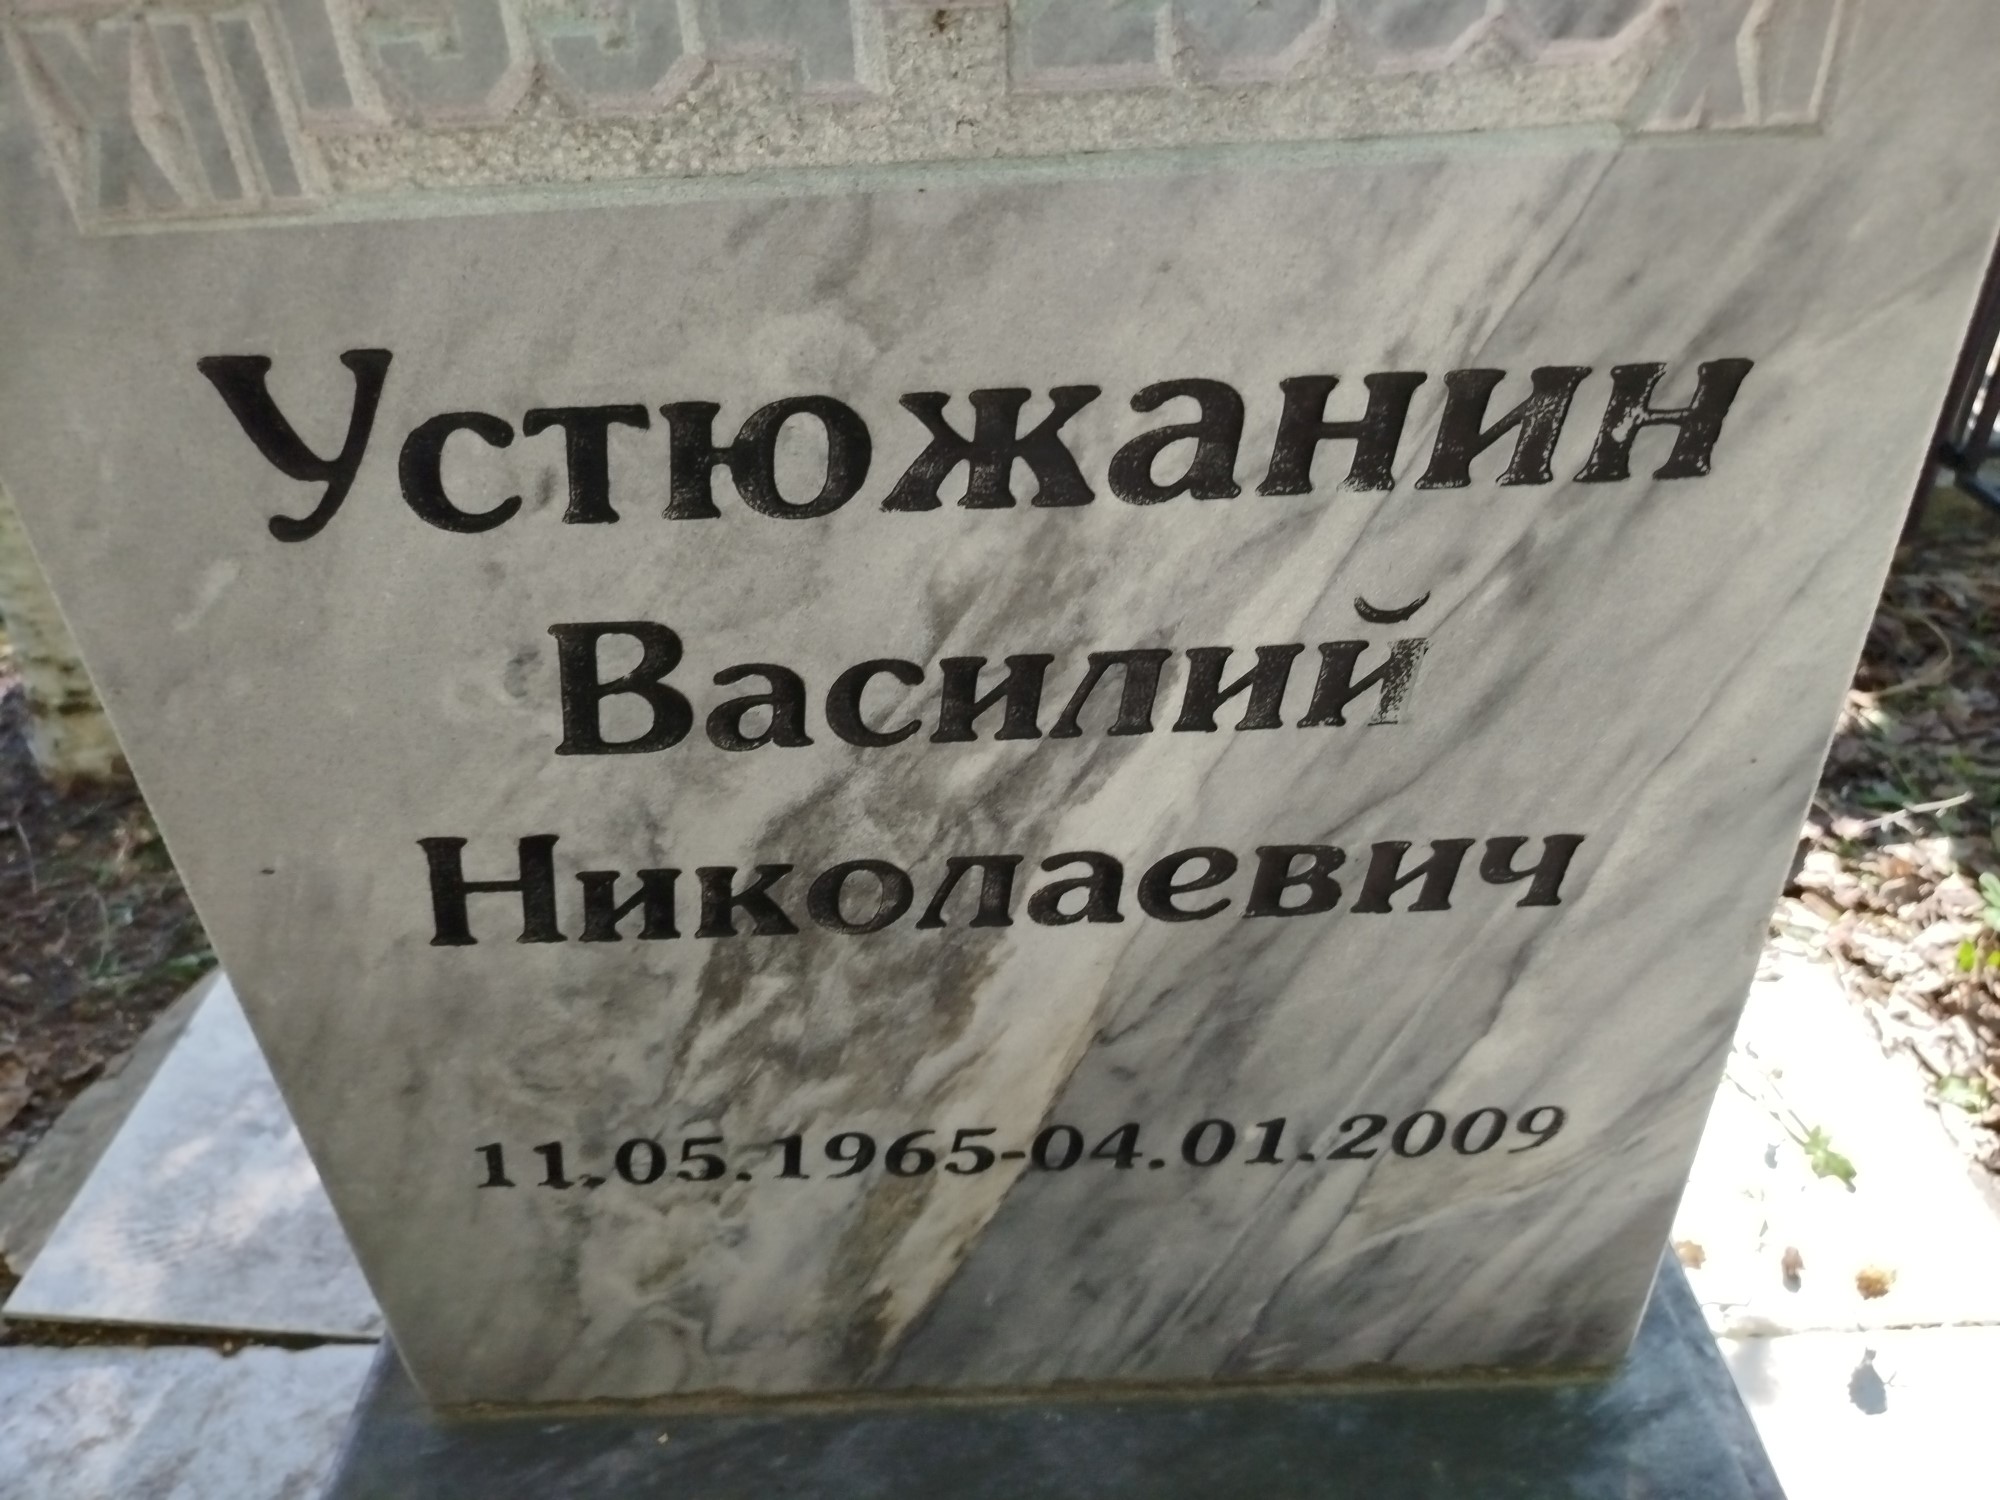 Устюжанин
Василий
Николаевич
11.05.1965-04.01.2009